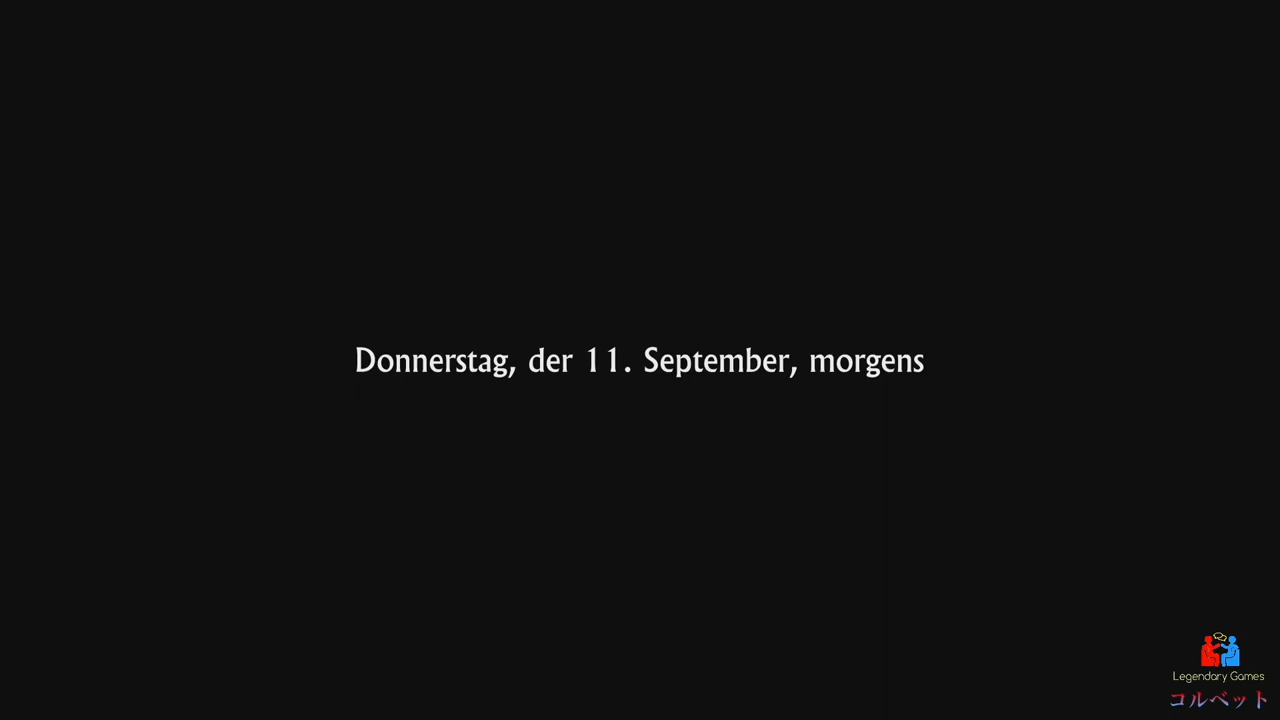 Donnerstag, der 11. September, morgens
Legendary Games
コルベット